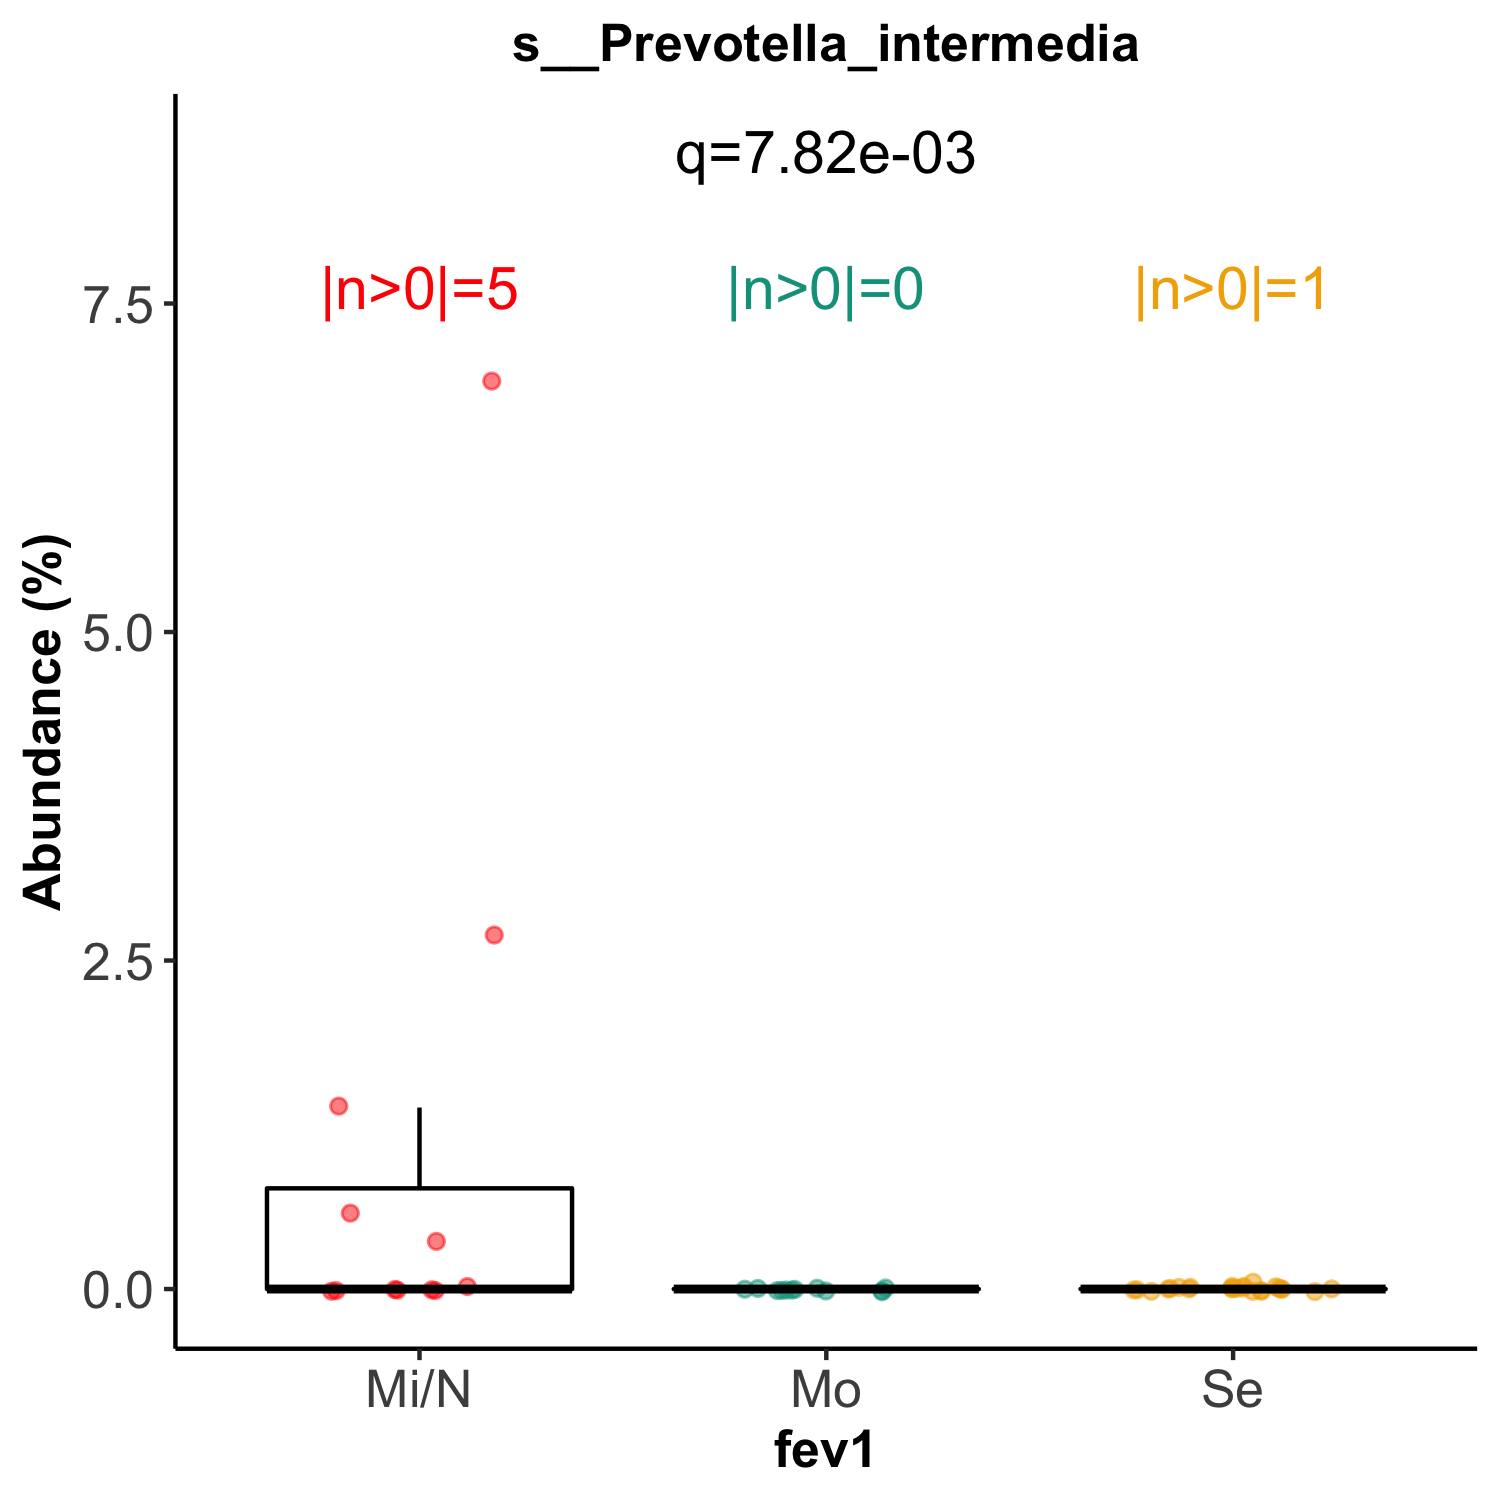 s__Prevotella_intermedia
q=7.82e-03
|n>0|=5 |n>0|=0 |n>0|=1
7.5
5.0
2.5
0.0
Abundance (%)
Mi/N Mo Se
fev1